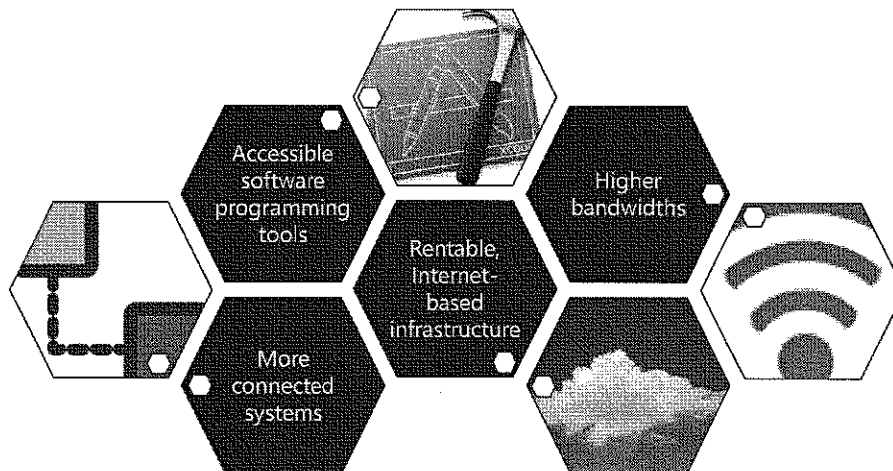 Accessible
software
programming
tools
Higher
bandwidths
Rentable,
Internet-
based
infrastructure
More
connected
systems